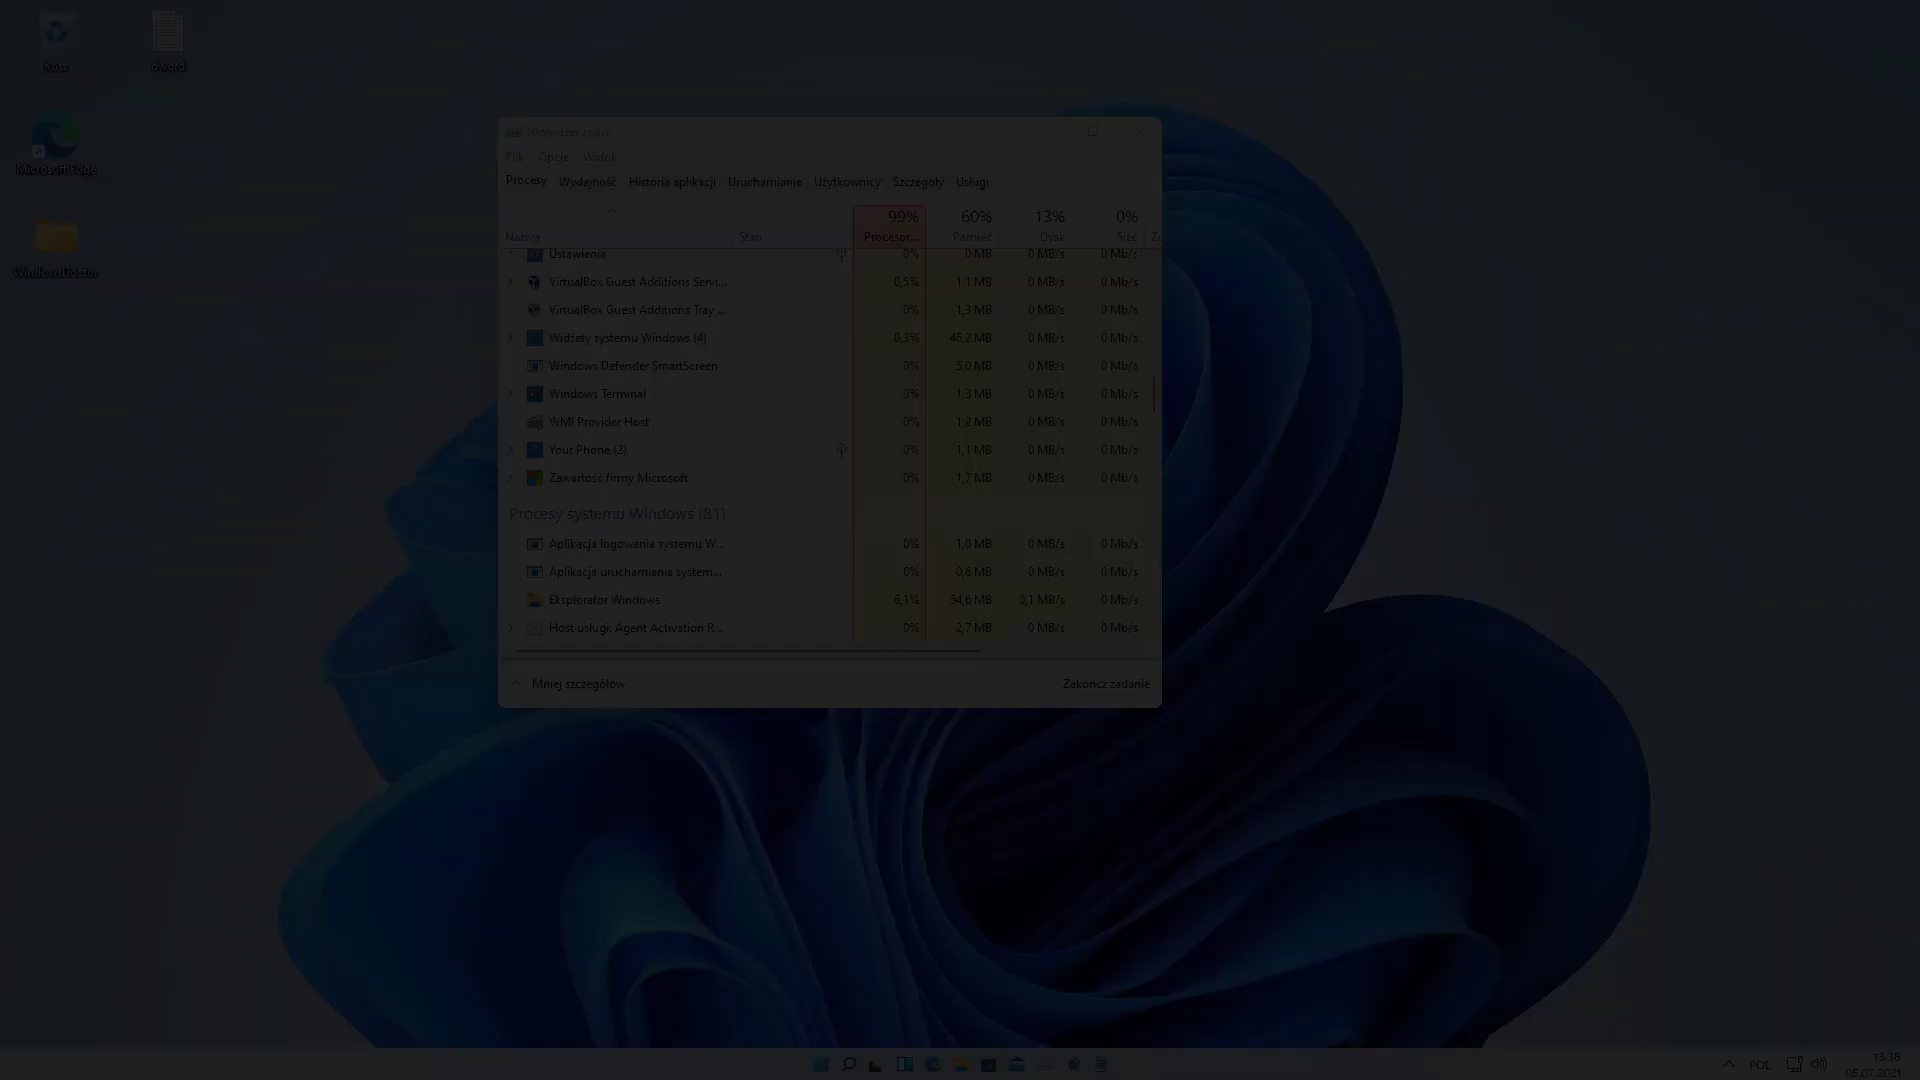 Kosz
dword
Microsoft Edge
WindowsDoctor
Menedżer zadań
Plik Opcje Widok
Procesy Wydajność Historia aplikacji Uruchamianie Użytkownicy Szczegóły Usługi
99% 60% 13% 0%
Nazwa Stan Procesor... Pamięć Dysk Sieć
Ustawienia 0% 0 MB 0 MB/s 0 Mb/s
VirtualBox Guest Additions Servi... 0,5% 1,1 MB 0 MB/s 0 Mb/s
VirtualBox Guest Additions Tray ... 0% 1,3 MB 0 MB/s 0 Mb/s
Widżety systemu Windows (4) 0,3% 46,2 MB 0 MB/s 0 Mb/s
Windows Defender SmartScreen 0% 5,0 MB 0 MB/s 0 Mb/s
Windows Terminal 0% 1,3 MB 0 MB/s 0 Mb/s
WMI Provider Host 0% 1,2 MB 0 MB/s 0 Mb/s
Your Phone (2) 0% 1,1 MB 0 MB/s 0 Mb/s
Zawartość firmy Microsoft 0% 1,7 MB 0 MB/s 0 Mb/s
Procesy systemu Windows (81)
Aplikacja logowania systemu W... 0% 1,0 MB 0 MB/s 0 Mb/s
Aplikacja uruchamiania system... 0% 0,6 MB 0 MB/s 0 Mb/s
Eksplorator Windows 6,1% 54,6 MB 0,1 MB/s 0 Mb/s
Host usługi: Agent Activation R... 0% 2,7 MB 0 MB/s 0 Mb/s
Mniej szczegółów Zakończ zadanie
POL
13:38
05.07.2021